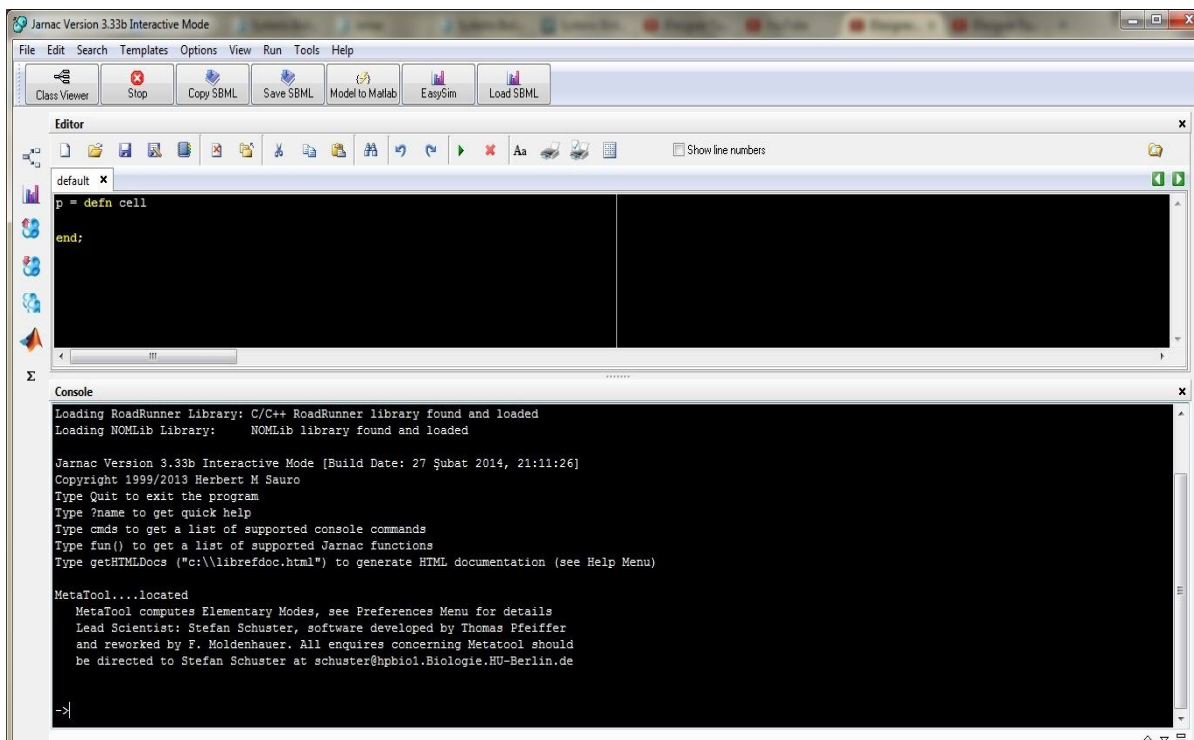 Jarnac Version 3.33b Interactive Mode
File Edit Search Templates Options View Run Tools Help
Class Viewer Stop Copy SBML Save SBML Model to Matlab EasySim Load SBML
Editor
Aa Show line numbers
default
p = defn cell
end;
Σ
Console
Loading RoadRunner Library: C/C++ RoadRunner library found and loaded
Loading NOMLib Library: NOMLib library found and loaded
Jarnac Version 3.33b Interactive Mode [Build Date: 27 Şubat 2014, 21:11:26]
Copyright 1999/2013 Herbert M Sauro
Type Quit to exit the program
Type ?name to get quick help
Type cmds to get a list of supported console commands
Type fun() to get a list of supported Jarnac functions
Type getHTMLDocs ("c:\\librefdoc.html") to generate HTML documentation (see Help Menu)
MetaTool....located
MetaTool computes Elementary Modes, see Preferences Menu for details
Lead Scientist: Stefan Schuster, software developed by Thomas Pfeiffer
and reworked by F. Moldenhauer. All enquires concerning Metatool should
be directed to Stefan Schuster at schuster@hpbio1.Biologie.HU-Berlin.de
->